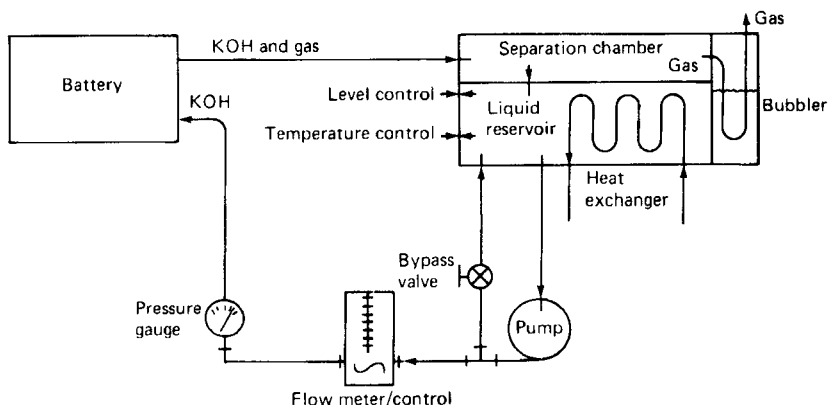 Gas
KOH and gas
Separation chamber
Gas
Battery
KOH
Level control
Liquid
reservoir
Bubbler
Temperature control
Heat
exchanger
Bypass
valve
Pressure
gauge
Pump
Flow meter/control